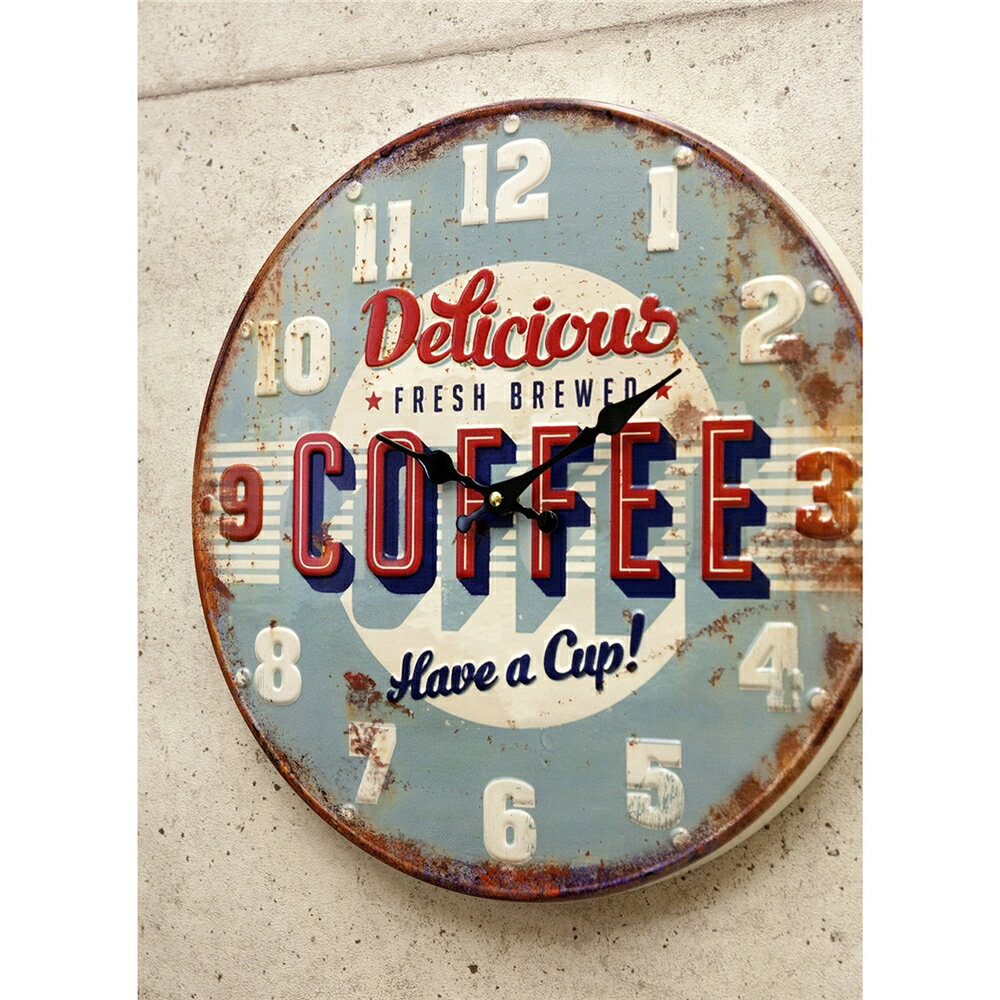 12
11 1
10 2
Delicious
★ FRESH BREWED ★
9 COFFEE 3
Have a Cup!
8 4
7 5
6